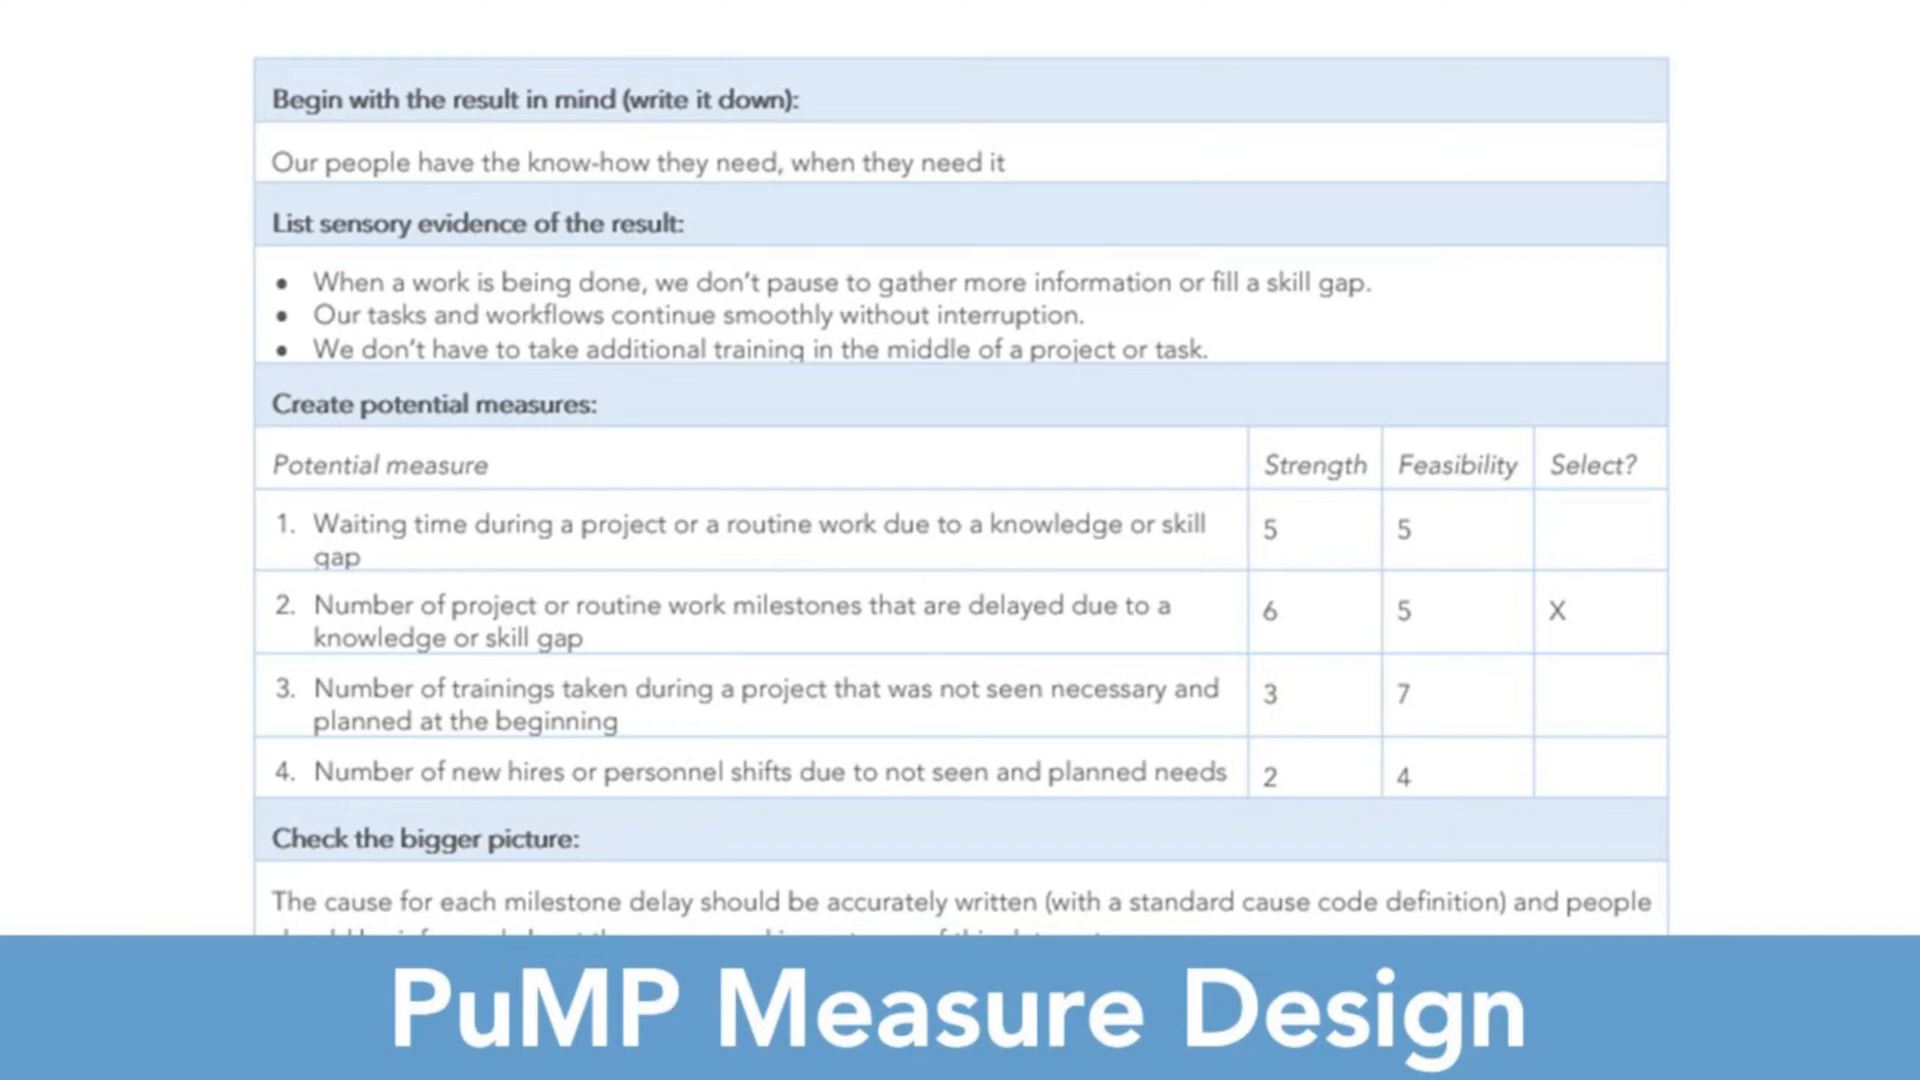 Begin with the result in mind (write it down):
Our people have the know-how they need, when they need it
List sensory evidence of the result:
• When a work is being done, we don't pause to gather more information or fill a skill gap.
• Our tasks and workflows continue smoothly without interruption.
• We don't have to take additional training in the middle of a project or task.
Create potential measures:
Potential measure Strength Feasibility Select?
1. Waiting time during a project or a routine work due to a knowledge or skill 5 5
gap
2. Number of project or routine work milestones that are delayed due to a 6 5 X
knowledge or skill gap
3. Number of trainings taken during a project that was not seen necessary and 3 7
planned at the beginning
4. Number of new hires or personnel shifts due to not seen and planned needs 2 4
Check the bigger picture:
The cause for each milestone delay should be accurately written (with a standard cause code definition) and people
PuMP Measure Design